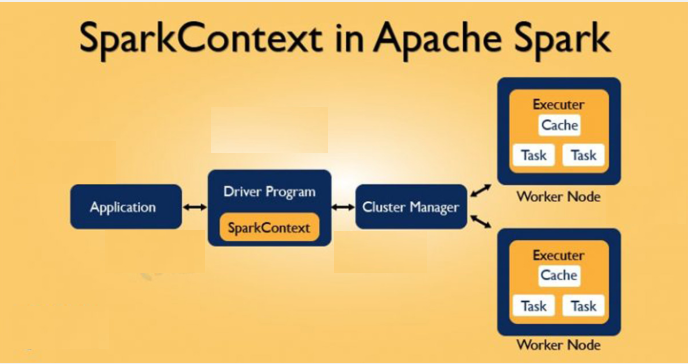 SparkContext in Apache Spark
Application
Driver Program
SparkContext
Cluster Manager
Executer
Cache
Task Task
Worker Node
Executer
Cache
Task Task
Worker Node